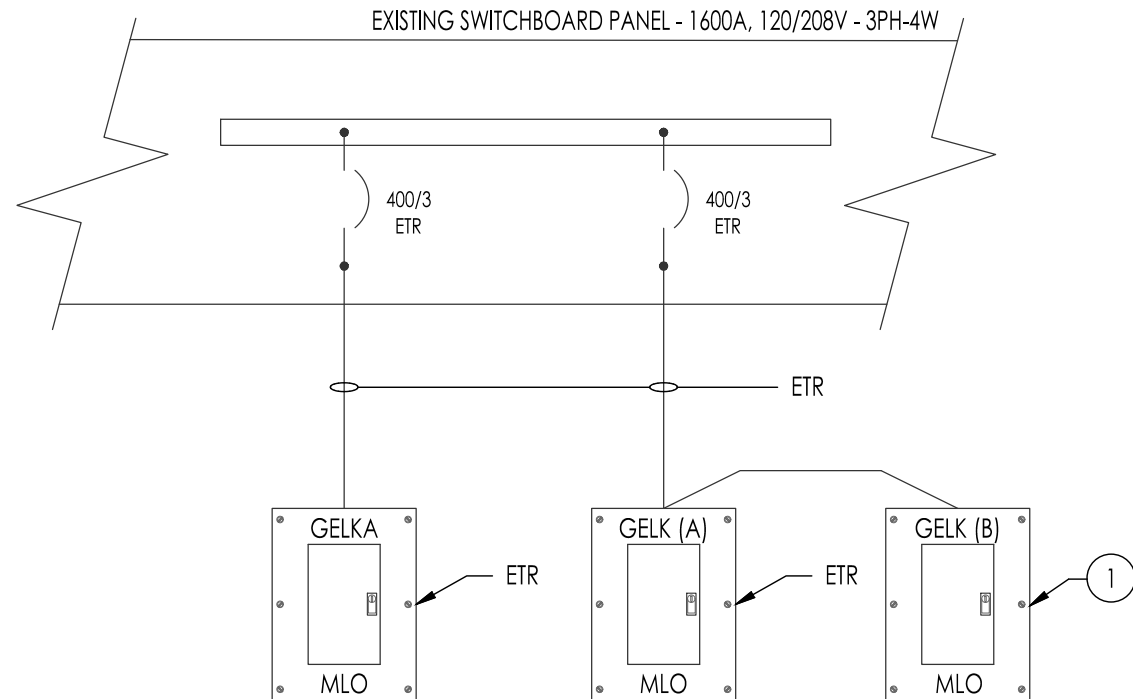 EXISTING SWITCHBOARD PANEL - 1600A, 120/208V - 3PH-4W
400/3
ETR
400/3
ETR
ETR
GELKA
GELK (A)
GELK (B)
ETR
ETR
1
MLO
MLO
MLO